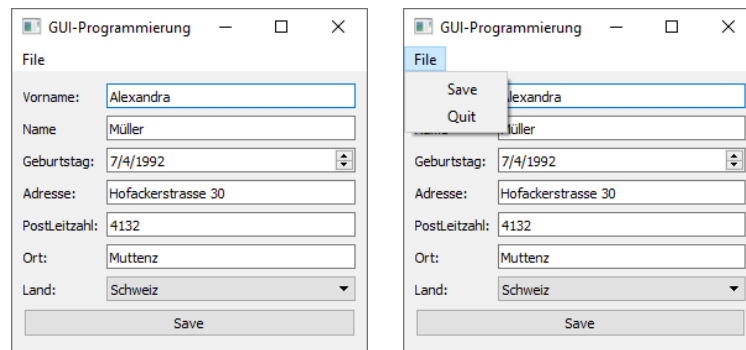 GUI-Programmierung
File
Vorname: Alexandra
Name Müller
Geburtstag: 7/4/1992
Adresse: Hofackerstrasse 30
PostLeitzahl: 4132
Ort: Muttenz
Land: Schweiz
Save
GUI-Programmierung
File
Save
Quit
lexandra
Müller
Geburtstag: 7/4/1992
Adresse: Hofackerstrasse 30
PostLeitzahl: 4132
Ort: Muttenz
Land: Schweiz
Save